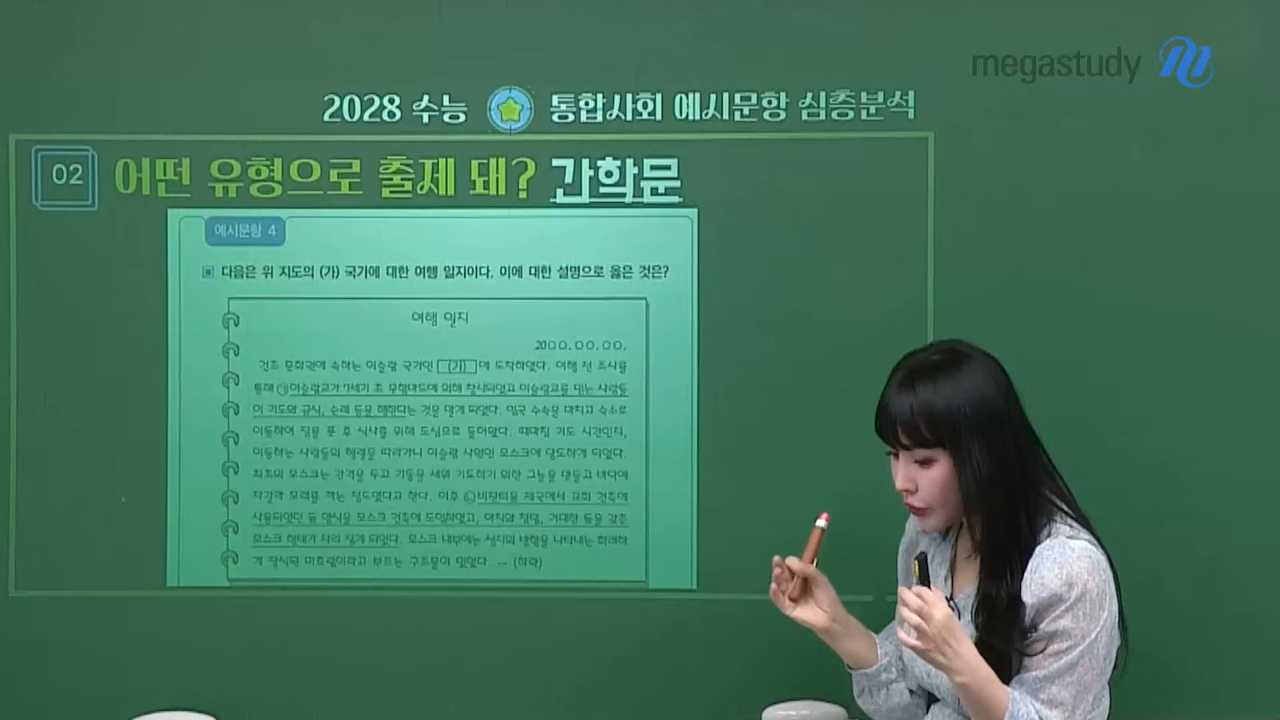 megastudy
2028 수능 통합사회 예시문항 심층분석
02 어떤 유형으로 출제 돼? 간학문
예시문항 4
다음은 위 지도의 (가) 국가에 대한 여행 일지이다. 이에 대한 설명으로 옳은 것은?
여행 일지
20○○.○○.○○.
건조 문화권에 속하는 이슬람 국가인 (가) 에 도착하였다. 여행 전 조사를
통해 ㉠이슬람교가 7세기 초 무함마드에 의해 창시되었고 이슬람교를 믿는 사람들
이 기도와 금식, 순례 등을 행한다는 것을 알게 되었다. 입국 수속을 마치고 숙소로
이동하여 짐을 푼 후 식사를 위해 도심으로 들어갔다. 때마침 기도 시간인지,
이동하는 사람들의 행렬을 따라가니 이슬람 사원인 모스크에 당도하게 되었다.
최초의 모스크는 간격을 두고 기둥을 세워 기도하기 위한 그늘을 만들고 바닥에
자갈과 모래를 까는 정도였다고 한다. 이후 ㉡비잔티움 제국에서 교회 건축에
사용되었던 돔 양식을 모스크 건축에 도입하였고, 아치와 첨탑, 거대한 돔을 갖춘
모스크 형태가 자리 잡게 되었다. 모스크 내부에는 성지의 방향을 나타내는 화려하
게 장식된 미흐랍이라고 부르는 구조물이 있었다. … (하략)